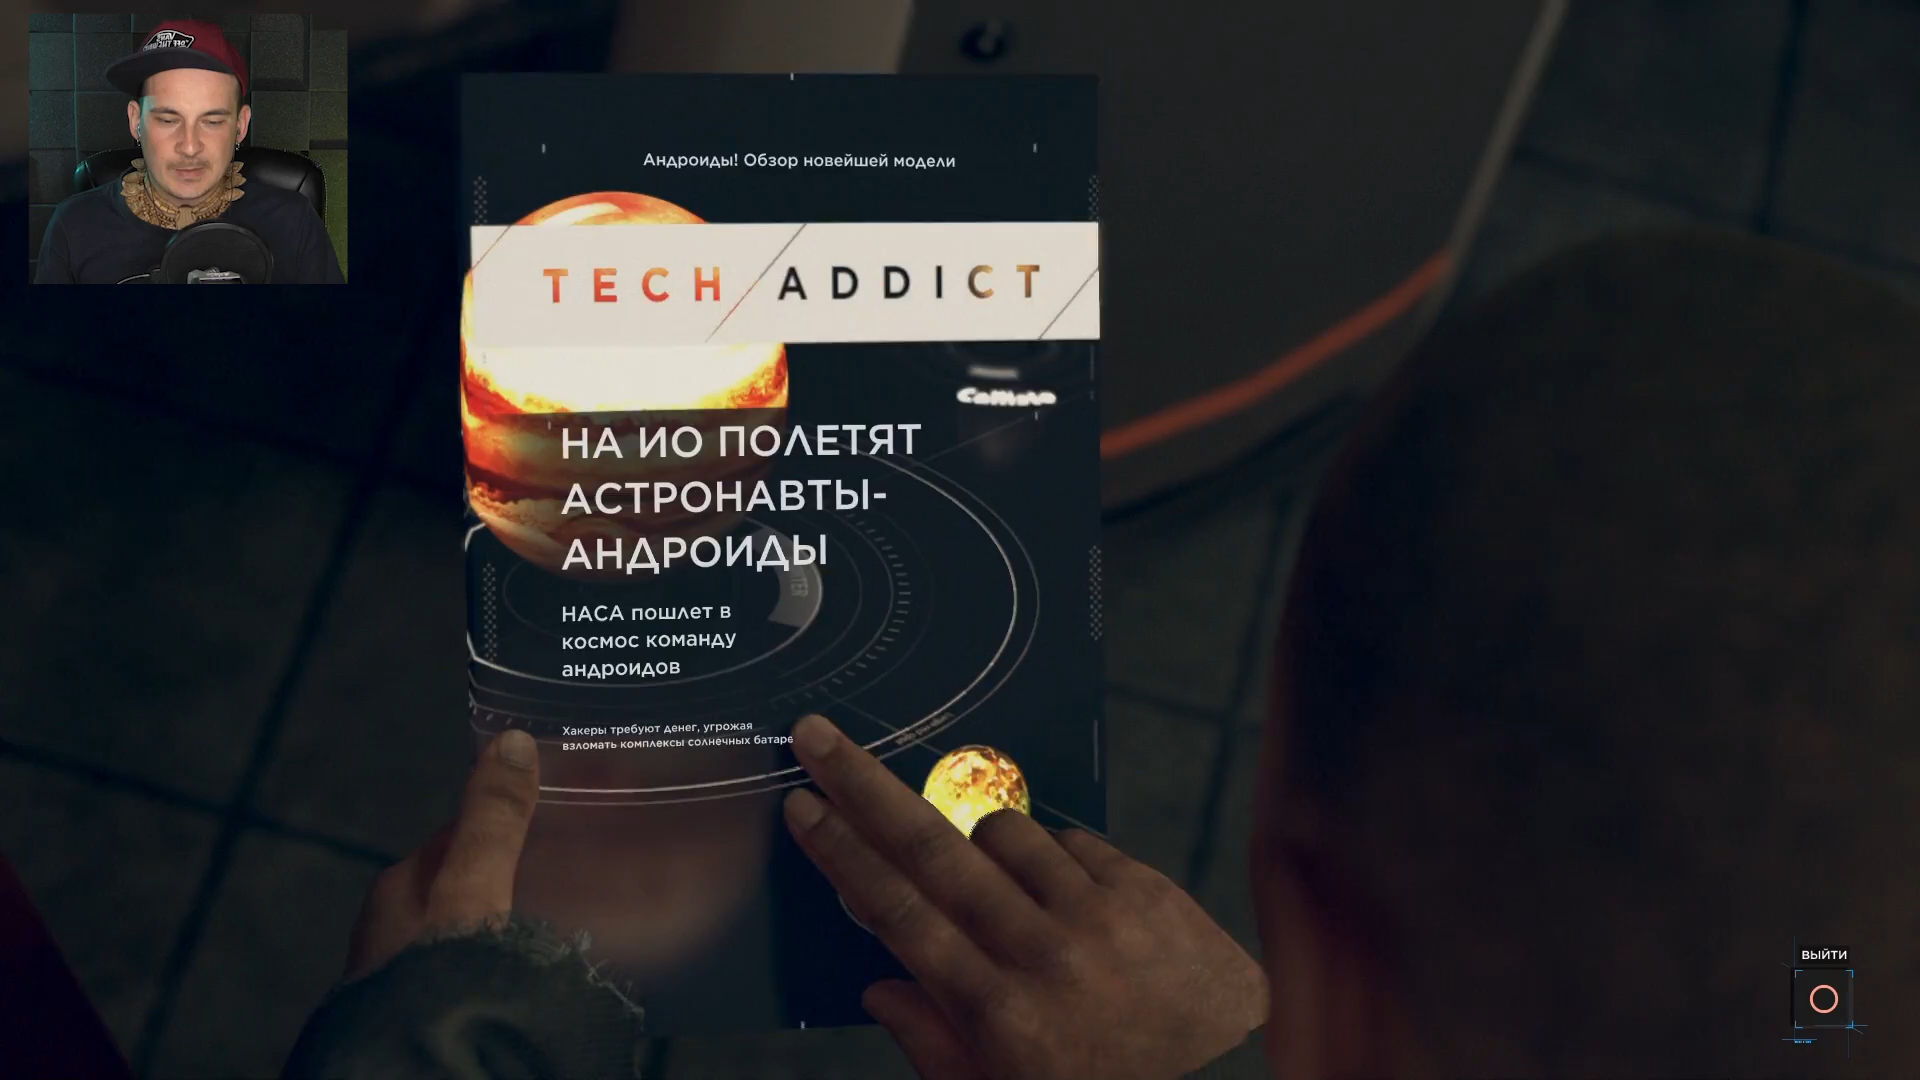 Андроиды! Обзор новейшей модели
TECH ADDICT
НА ИО ПОЛЕТЯТ
АСТРОНАВТЫ-
АНДРОИДЫ
НАСА пошлет в
космос команду
андроидов
Хакеры требуют денег, угрожая
взломать комплексы солнечных батаре
ВЫЙТИ